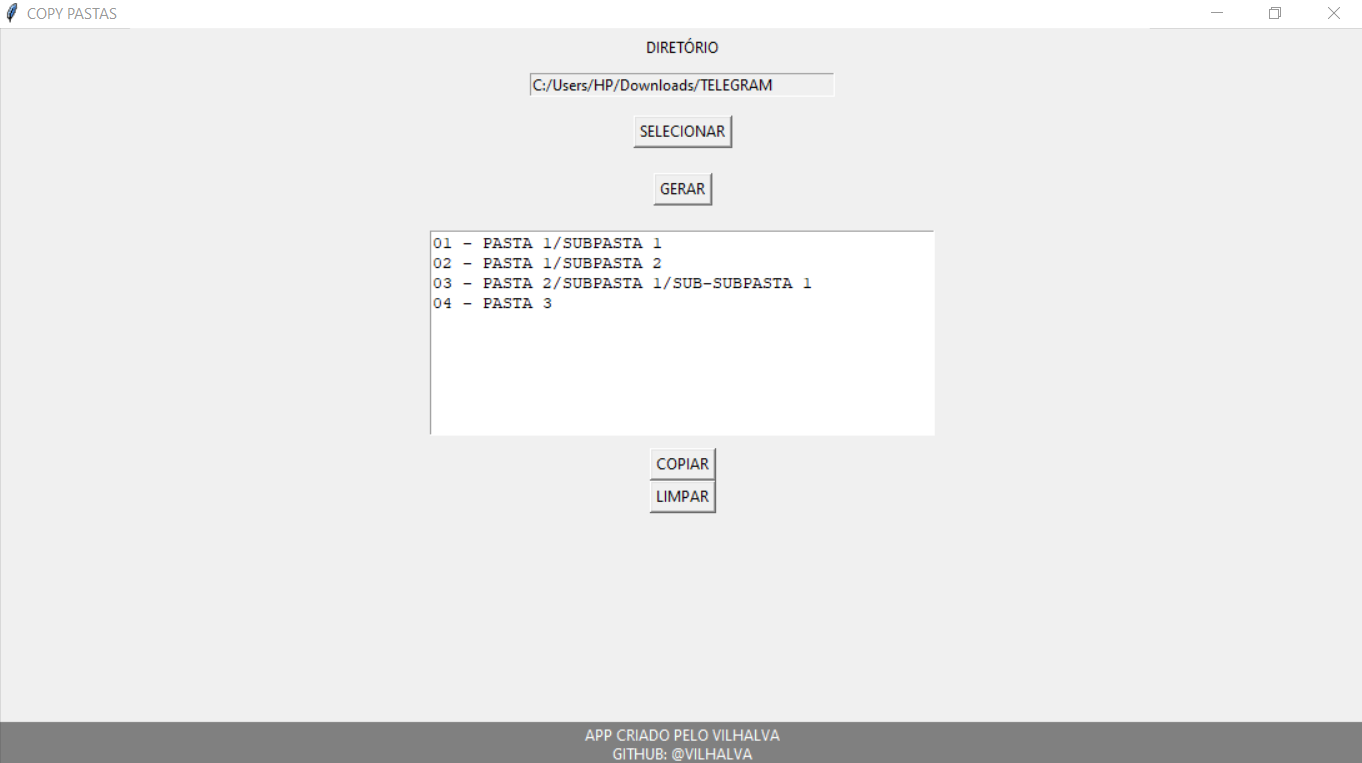 COPY PASTAS
DIRETÓRIO
C:/Users/HP/Downloads/TELEGRAM
SELECIONAR
GERAR
01 - PASTA 1/SUBPASTA 1
02 - PASTA 1/SUBPASTA 2
03 - PASTA 2/SUBPASTA 1/SUB-SUBPASTA 1
04 - PASTA 3
COPIAR
LIMPAR
APP CRIADO PELO VILHALVA
GITHUB: @VILHALVA